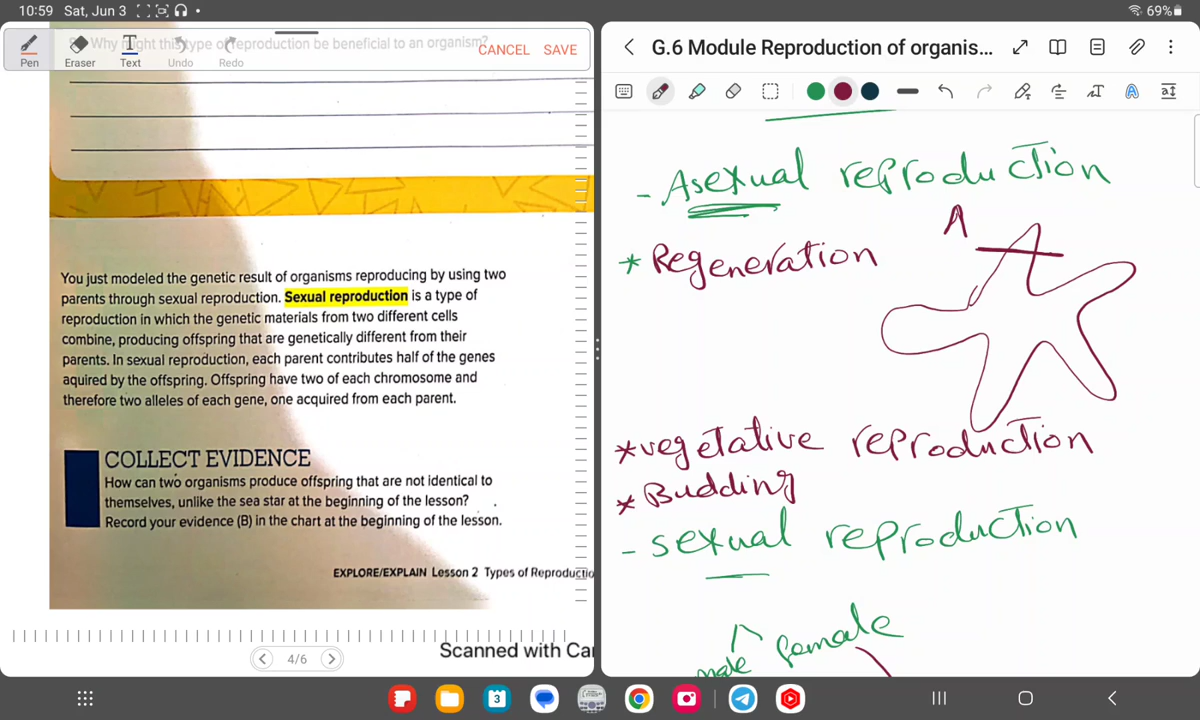 10:59 Sat, Jun 3
69%
Why might this type of reproduction be beneficial to an organism?
Pen
Eraser
Text
Undo
Redo
CANCEL SAVE
You just modeled the genetic result of organisms reproducing by using two
parents through sexual reproduction. Sexual reproduction is a type of
reproduction in which the genetic materials from two different cells
combine, producing offspring that are genetically different from their
parents. In sexual reproduction, each parent contributes half of the genes
aquired by the offspring. Offspring have two of each chromosome and
therefore two alleles of each gene, one acquired from each parent.
COLLECT EVIDENCE
How can two organisms produce offspring that are not identical to
themselves, unlike the sea star at the beginning of the lesson?
Record your evidence (B) in the chart at the beginning of the lesson.
EXPLORE/EXPLAIN Lesson 2 Types of Reproductio
4/6
Scanned with Ca
G.6 Module Reproduction of organis...
- Asexual reproduction
A
* Regeneration
* vegetative reproduction
* Budding
- sexual reproduction
female
male
3